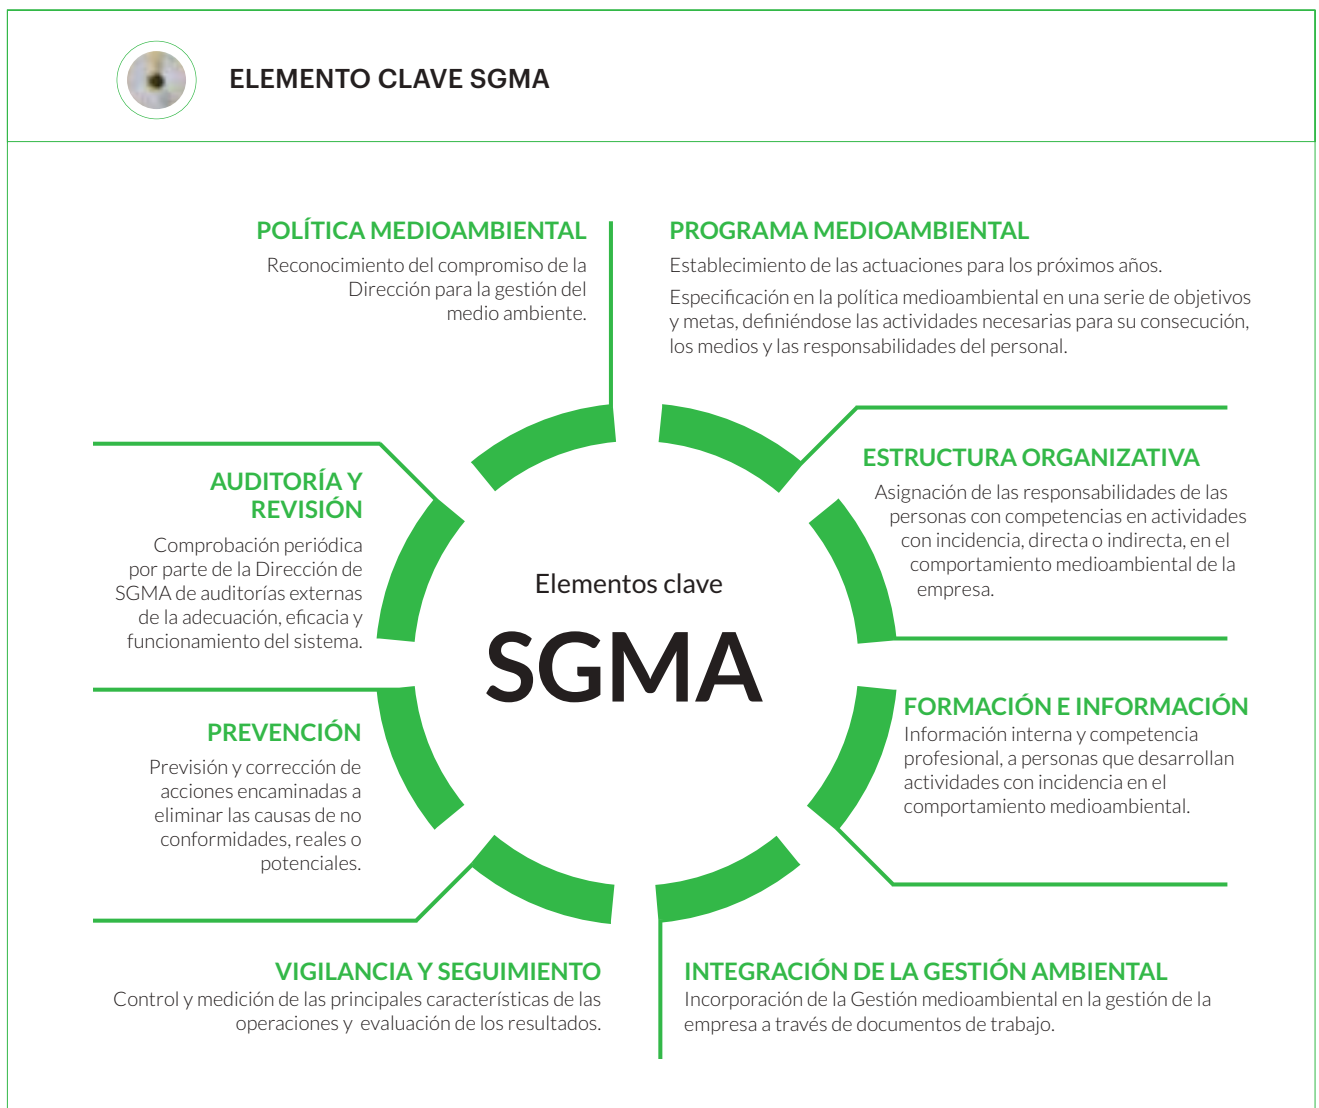 ELEMENTO CLAVE SGMA
POLÍTICA MEDIOAMBIENTAL
Reconocimiento del compromiso de la
Dirección para la gestión del
medio ambiente.
PROGRAMA MEDIOAMBIENTAL
Establecimiento de las actuaciones para los próximos años.
Especificación en la política medioambiental en una serie de objetivos
y metas, definiéndose las actividades necesarias para su consecución,
los medios y las responsabilidades del personal.
ESTRUCTURA ORGANIZATIVA
Asignación de las responsabilidades de las
personas con competencias en actividades
con incidencia, directa o indirecta, en el
comportamiento medioambiental de la
empresa.
AUDITORÍA Y
REVISIÓN
Comprobación periódica
por parte de la Dirección de
SGMA de auditorías externas
de la adecuación, eficacia y
funcionamiento del sistema.
Elementos clave
SGMA
FORMACIÓN E INFORMACIÓN
Información interna y competencia
profesional, a personas que desarrollan
actividades con incidencia en el
comportamiento medioambiental.
PREVENCIÓN
Previsión y corrección de
acciones encaminadas a
eliminar las causas de no
conformidades, reales o
potenciales.
VIGILANCIA Y SEGUIMIENTO
Control y medición de las principales características de las
operaciones y evaluación de los resultados.
INTEGRACIÓN DE LA GESTIÓN AMBIENTAL
Incorporación de la Gestión medioambiental en la gestión de la
empresa a través de documentos de trabajo.